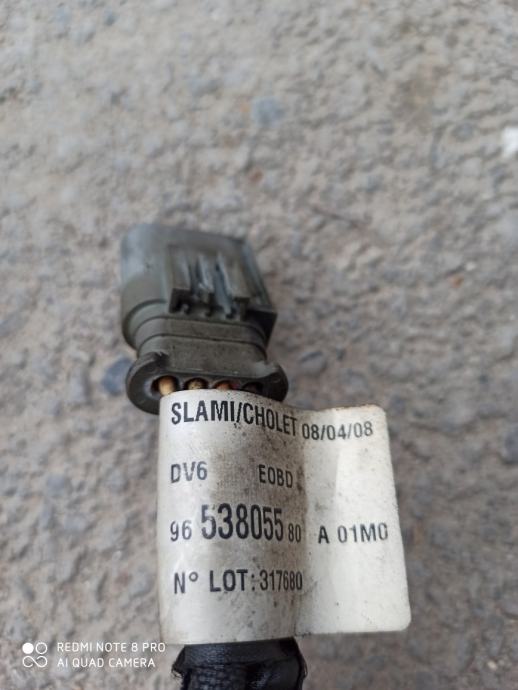 SLAMI/CHOLET 08/04/08
DV6 EOBD
96 538055 80 A 01M0
N° LOT: 317680
REDMI NOTE 8 PRO
AI QUAD CAMERA